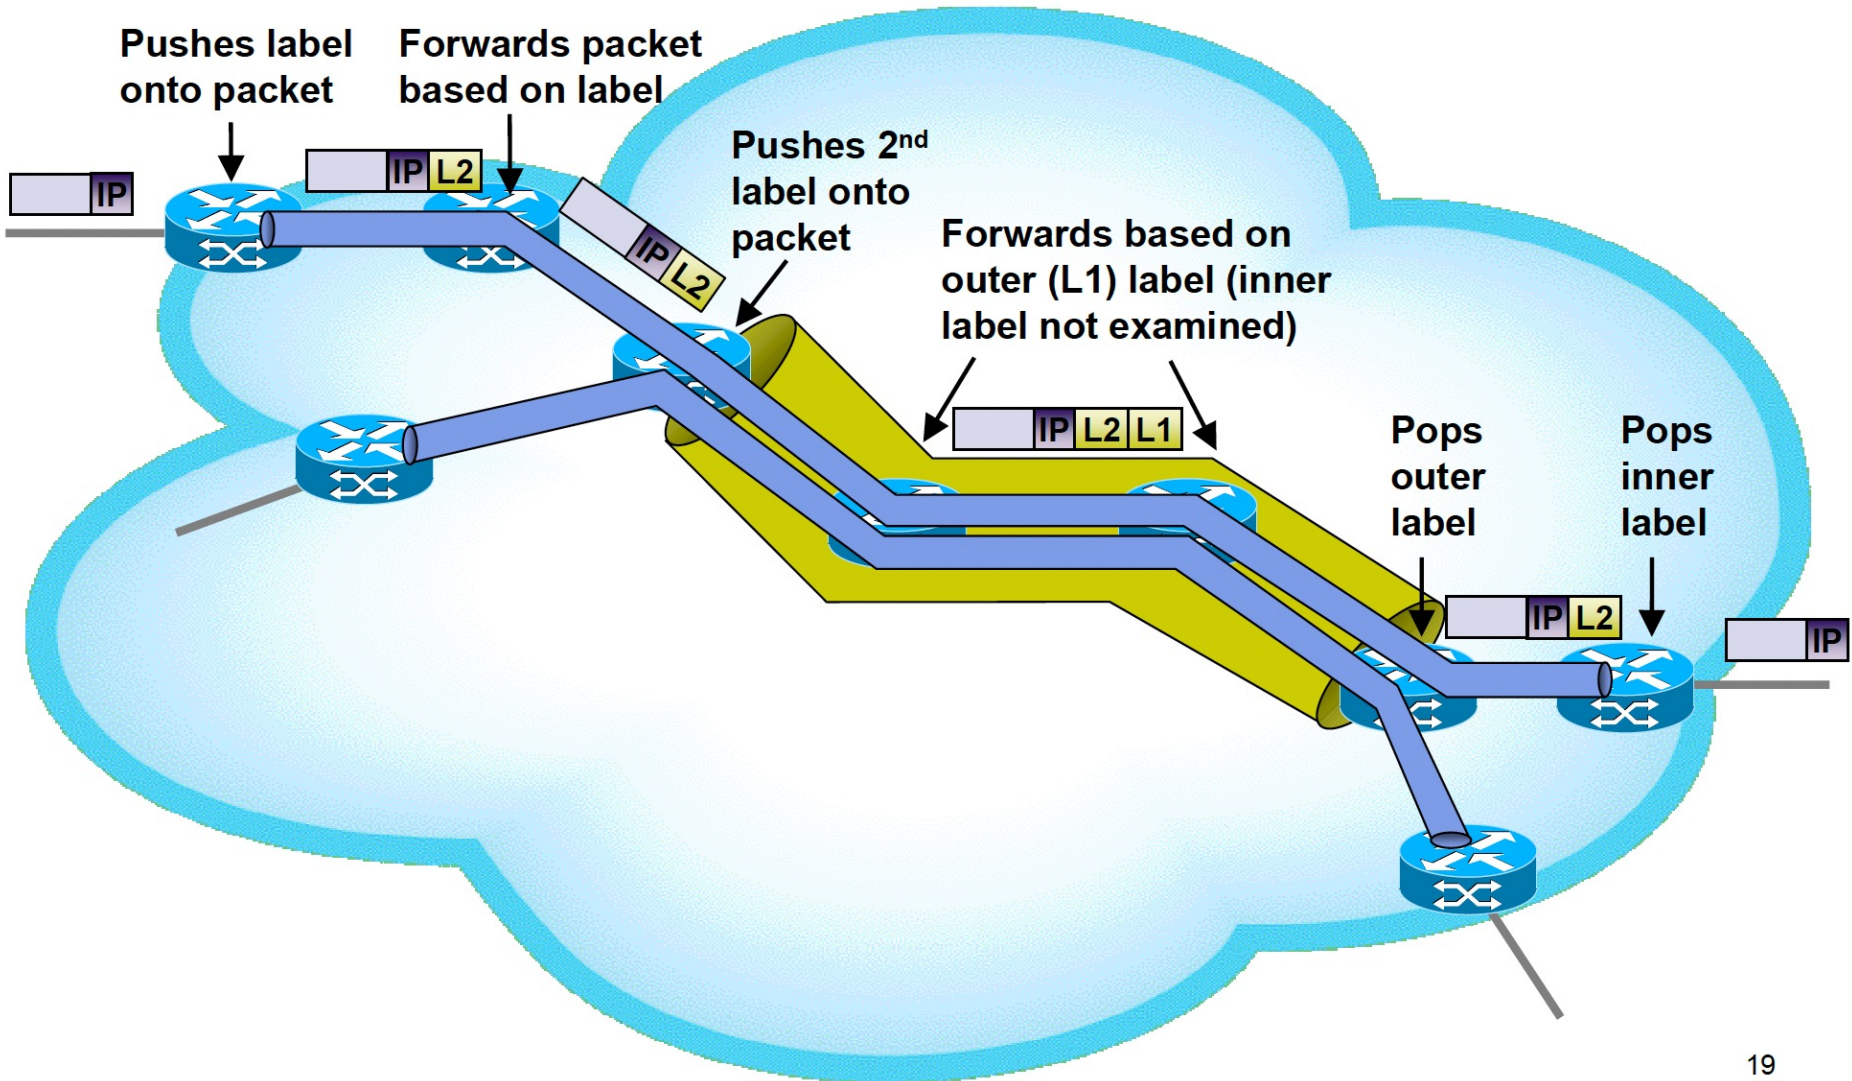 Pushes label
onto packet
Forwards packet
based on label
IP
IP L2
IP L2
Pushes 2nd
label onto
packet
Forwards based on
outer (L1) label (inner
label not examined)
IP L2 L1
Pops
outer
label
Pops
inner
label
IP L2
IP
19